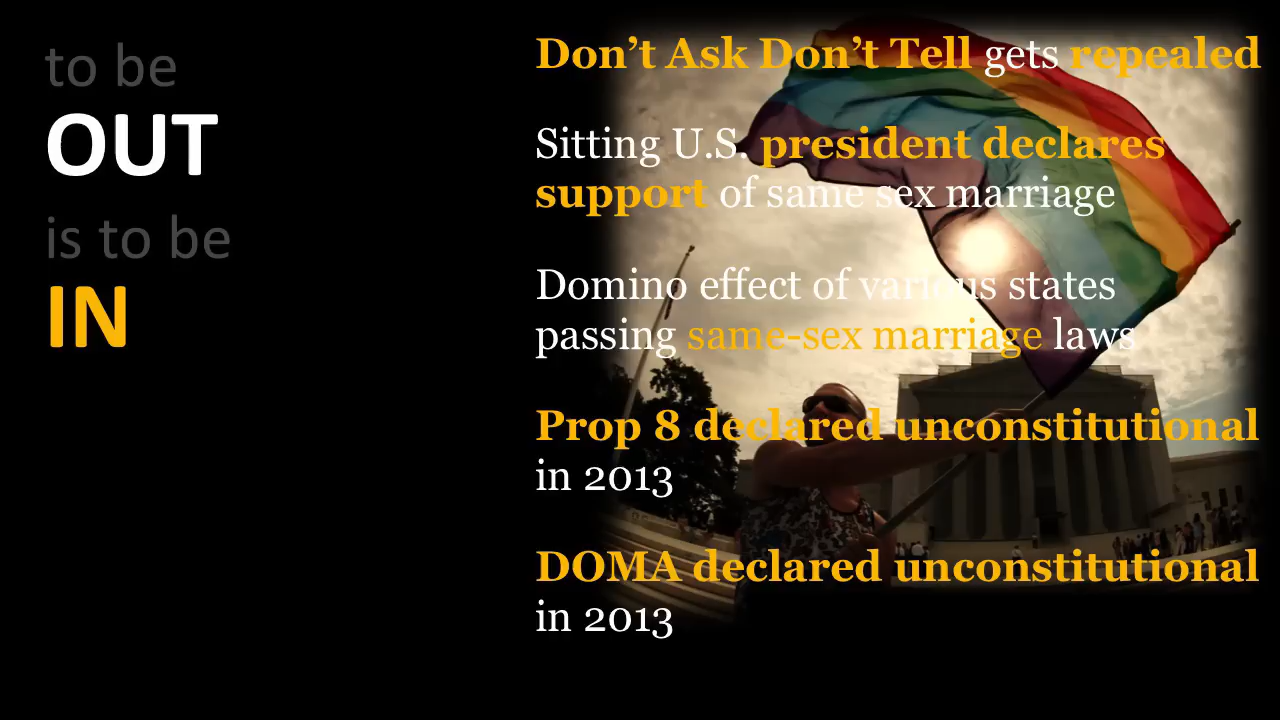 to be
OUT
is to be
IN
Don’t Ask Don’t Tell gets repealed
Sitting U.S. president declares
support of same sex marriage
Domino effect of various states
passing same-sex marriage laws
Prop 8 declared unconstitutional
in 2013
DOMA declared unconstitutional
in 2013